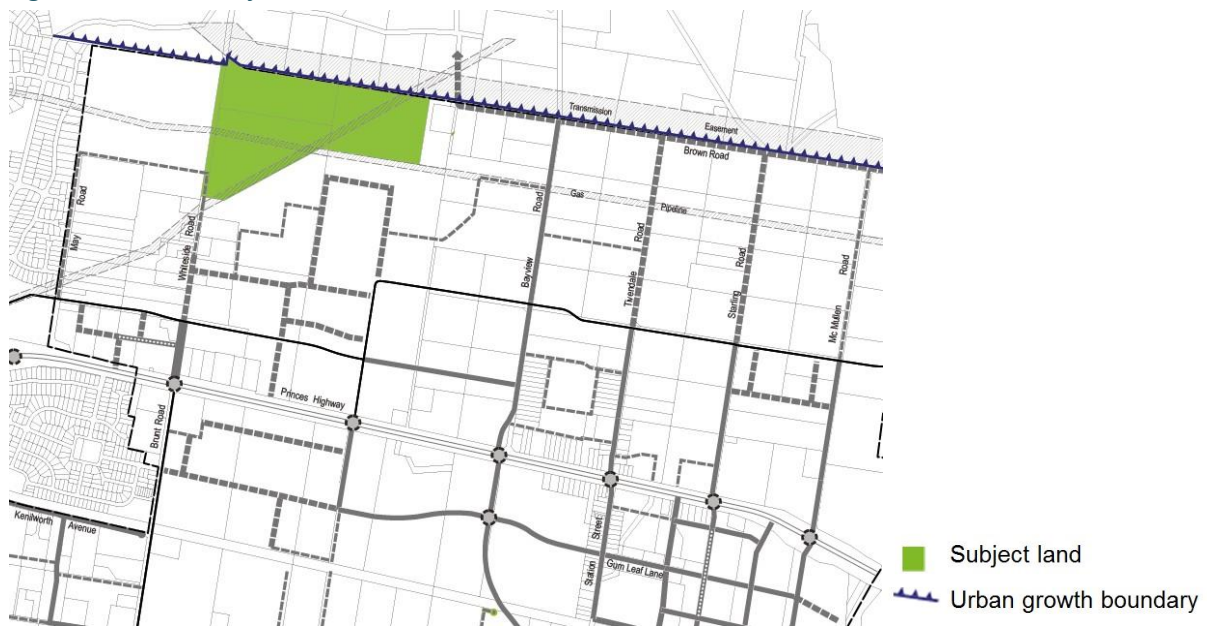 Transmission
Easement
Brown Road
Gas
Pipeline
May Road
Whiteside Road
Bayview Road
Tivendale Road
Starling Road
Mc Mullen Road
Princes Highway
Brunt Road
Kenilworth Avenue
Station Street
Gum Leaf Lane
Subject land
Urban growth boundary